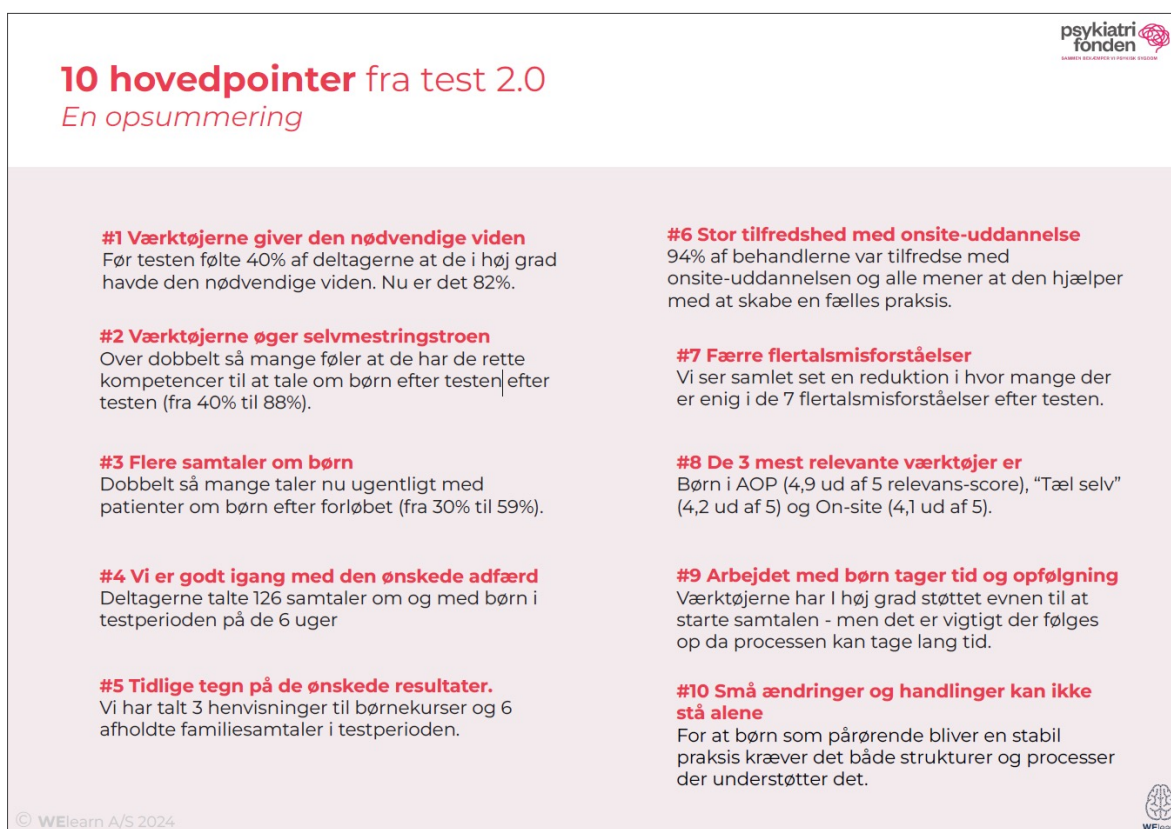 psykiatri
fonden
SAMMEN BEKÆMPER VI PSYKISK SYGDOM
10 hovedpointer fra test 2.0
En opsummering
#1 Værktøjerne giver den nødvendige viden
Før testen følte 40% af deltagerne at de i høj grad
havde den nødvendige viden. Nu er det 82%.
#2 Værktøjerne øger selvmestringstroen
Over dobbelt så mange føler at de har de rette
kompetencer til at tale om børn efter testen efter
testen (fra 40% til 88%).
#3 Flere samtaler om børn
Dobbelt så mange taler nu ugentligt med
patienter om børn efter forløbet (fra 30% til 59%).
#4 Vi er godt igang med den ønskede adfærd
Deltagerne talte 126 samtaler om og med børn i
testperioden på de 6 uger
#5 Tidlige tegn på de ønskede resultater.
Vi har talt 3 henvisninger til børnekurser og 6
afholdte familiesamtaler i testperioden.
#6 Stor tilfredshed med onsite-uddannelse
94% af behandlerne var tilfredse med
onsite-uddannelsen og alle mener at den hjælper
med at skabe en fælles praksis.
#7 Færre flertalsmisforståelser
Vi ser samlet set en reduktion i hvor mange der
er enig i de 7 flertalsmisforståelser efter testen.
#8 De 3 mest relevante værktøjer er
Børn i AOP (4,9 ud af 5 relevans-score), “Tæl selv”
(4,2 ud af 5) og On-site (4,1 ud af 5).
#9 Arbejdet med børn tager tid og opfølgning
Værktøjerne har I høj grad støttet evnen til at
starte samtalen - men det er vigtigt der følges
op da processen kan tage lang tid.
#10 Små ændringer og handlinger kan ikke
stå alene
For at børn som pårørende bliver en stabil
praksis kræver det både strukturer og processer
der understøtter det.
© WElearn A/S 2024
WElearn